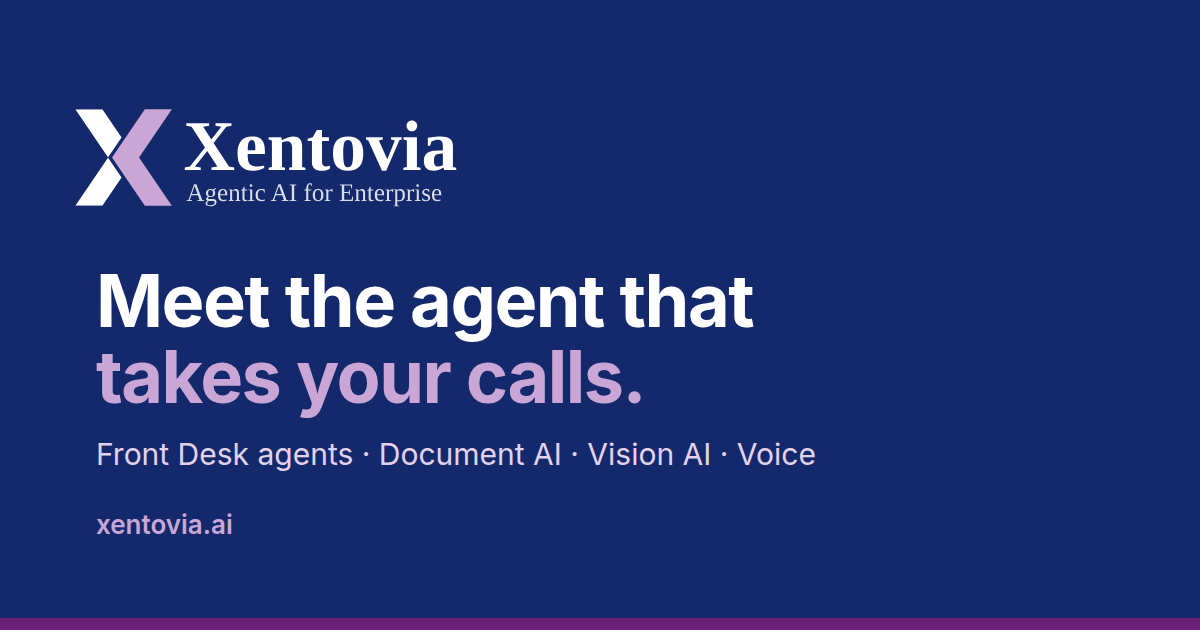 Xentovia
Agentic AI for Enterprise
Meet the agent that
takes your calls.
Front Desk agents · Document AI · Vision AI · Voice
xentovia.ai